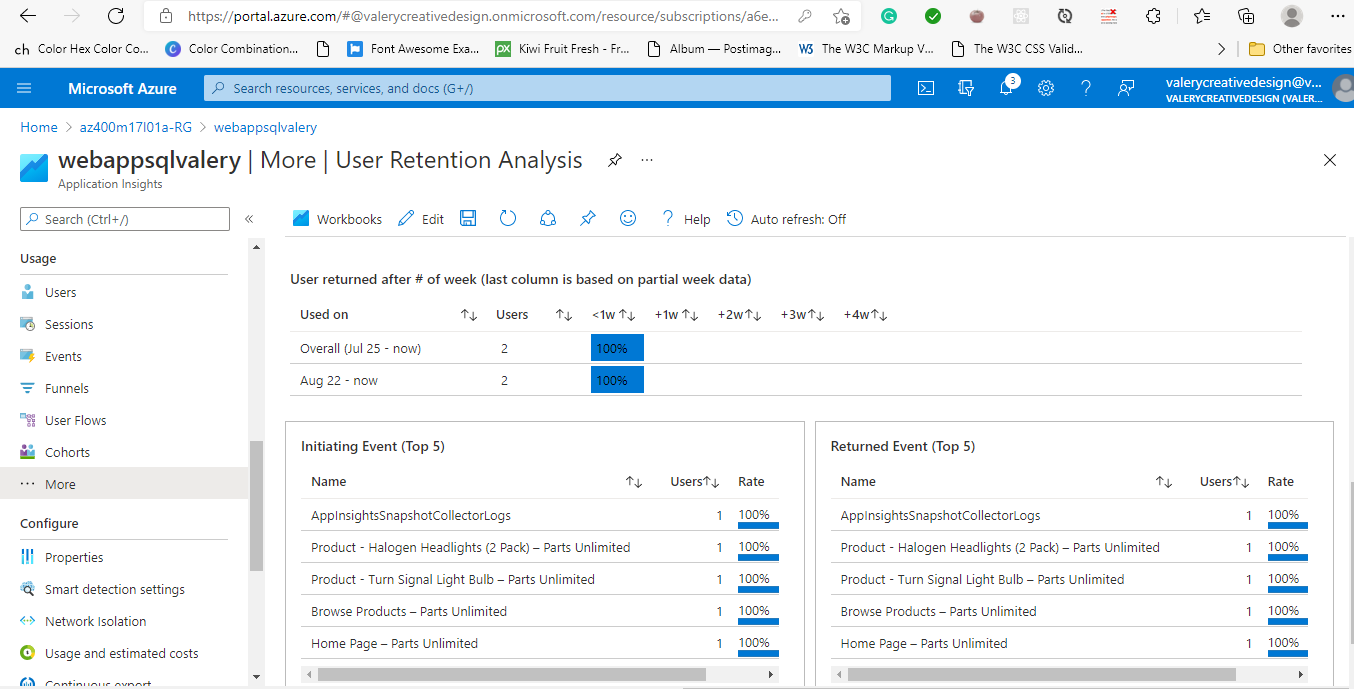 https://portal.azure.com/#@valerycreativedesign.onmicrosoft.com/resource/subscriptions/a6e...
ch Color Hex Color Co... C Color Combination... Font Awesome Exa... px Kiwi Fruit Fresh - Fr... Album — Postimag... W3 The W3C Markup V... The W3C CSS Valid... Other favorites
Microsoft Azure
Search resources, services, and docs (G+/)
3
valerycreativedesign@v...
VALERYCREATIVEDESIGN (VALER...
Home > az400m17l01a-RG > webappsqlvalery
webappsqlvalery | More | User Retention Analysis ...
Application Insights
Search (Ctrl+/) «
Workbooks Edit ? Help Auto refresh: Off
Usage
Users
Sessions
Events
Funnels
User Flows
Cohorts
More
Configure
Properties
Smart detection settings
Network Isolation
Usage and estimated costs
Continuous export
User returned after # of week (last column is based on partial week data)
Used on ↑↓ Users ↑↓ <1w↑↓ +1w↑↓ +2w↑↓ +3w↑↓ +4w↑↓
Overall (Jul 25 - now) 2 100%
Aug 22 - now 2 100%
Initiating Event (Top 5)
Name ↑↓ Users↑↓ Rate
AppInsightsSnapshotCollectorLogs 1 100%
Product - Halogen Headlights (2 Pack) – Parts Unlimited 1 100%
Product - Turn Signal Light Bulb – Parts Unlimited 1 100%
Browse Products – Parts Unlimited 1 100%
Home Page – Parts Unlimited 1 100%
Returned Event (Top 5)
Name ↑↓ Users↑↓ Rate
AppInsightsSnapshotCollectorLogs 1 100%
Product - Halogen Headlights (2 Pack) – Parts Unlimited 1 100%
Product - Turn Signal Light Bulb – Parts Unlimited 1 100%
Browse Products – Parts Unlimited 1 100%
Home Page – Parts Unlimited 1 100%